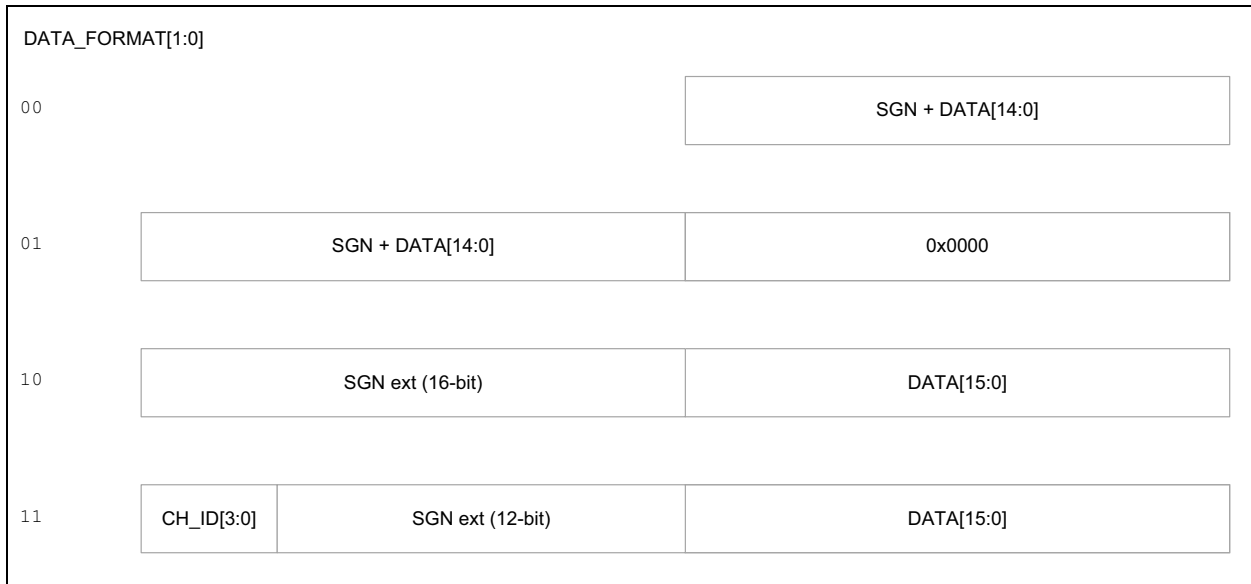 DATA_FORMAT[1:0]
00 SGN + DATA[14:0]
01 SGN + DATA[14:0] 0x0000
10 SGN ext (16-bit) DATA[15:0]
11 CH_ID[3:0] SGN ext (12-bit) DATA[15:0]